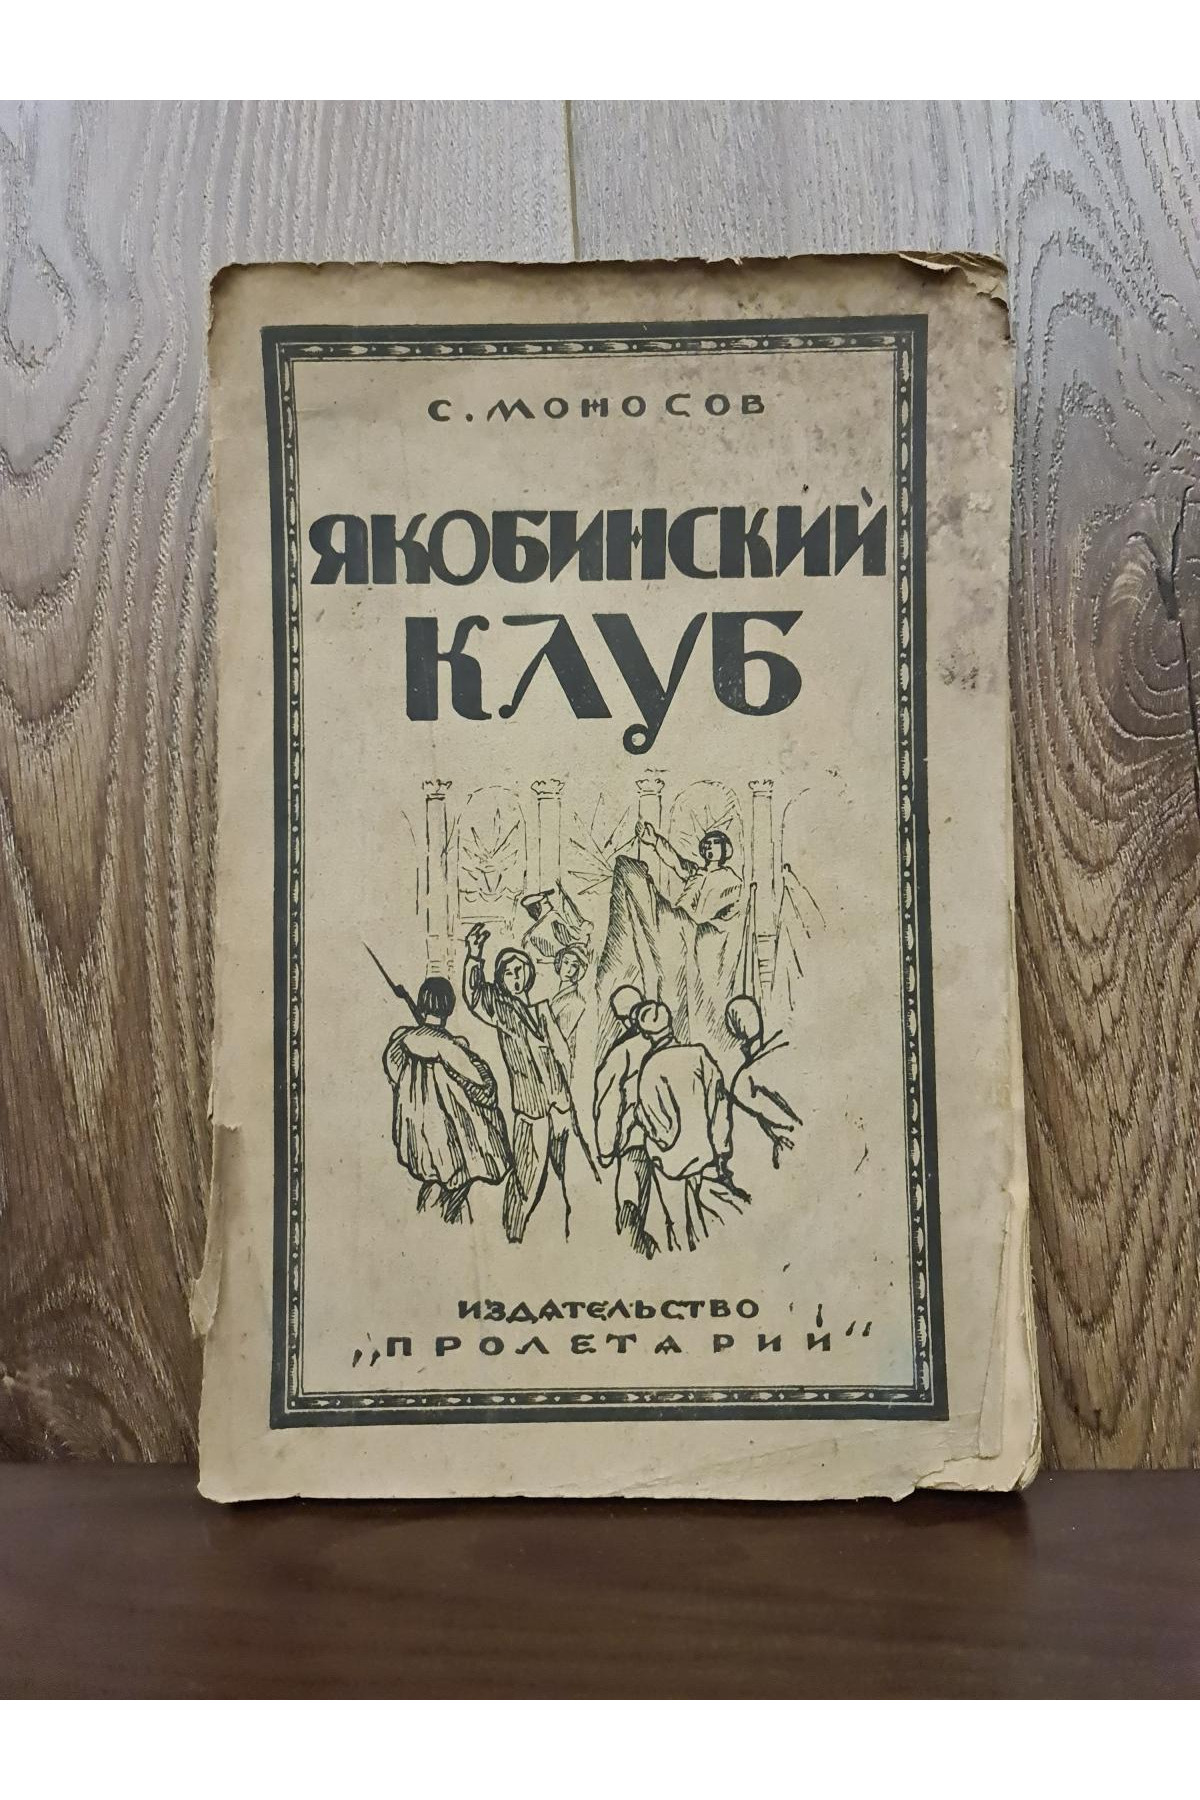 С. МОНОСОВ
ЯКОБИНСКИЙ
КЛУБ
ИЗДАТЕЛЬСТВО
„ПРОЛЕТАРИЙ“